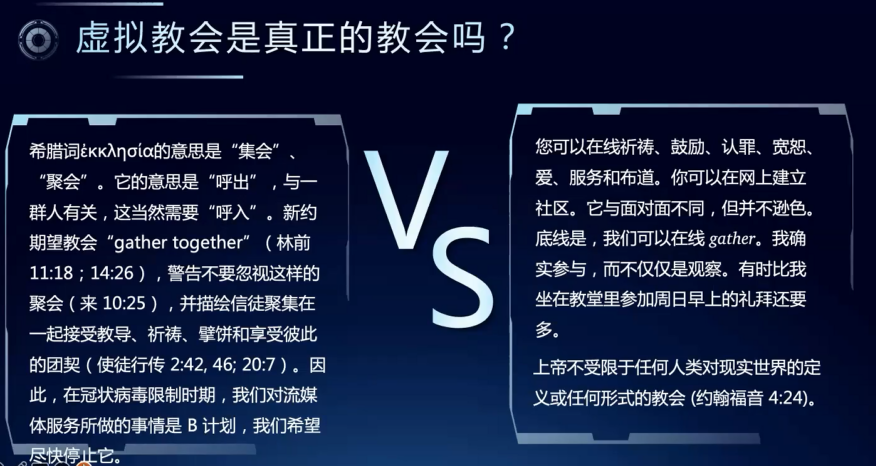 虚拟教会是真正的教会吗？
希腊词ἐκκλησία的意思是“集会”、
“聚会”。它的意思是“呼出”，与一
群人有关，这当然需要“呼入”。新约
期望教会“gather together”（林前
11:18；14:26），警告不要忽视这样的
聚会（来 10:25），并描绘信徒聚集在
一起接受教导、祈祷、擘饼和享受彼此
的团契（使徒行传 2:42, 46; 20:7）。因
此，在冠状病毒限制时期，我们对流媒
体服务所做的事情是 B 计划，我们希望
尽快停止它。
VS
您可以在线祈祷、鼓励、认罪、宽恕、
爱、服务和布道。你可以在网上建立
社区。它与面对面不同，但并不逊色。
底线是，我们可以在线 gather。我确
实参与，而不仅仅是观察。有时比我
坐在教堂里参加周日早上的礼拜还要
多。
上帝不受限于任何人类对现实世界的定
义或任何形式的教会 (约翰福音 4:24)。